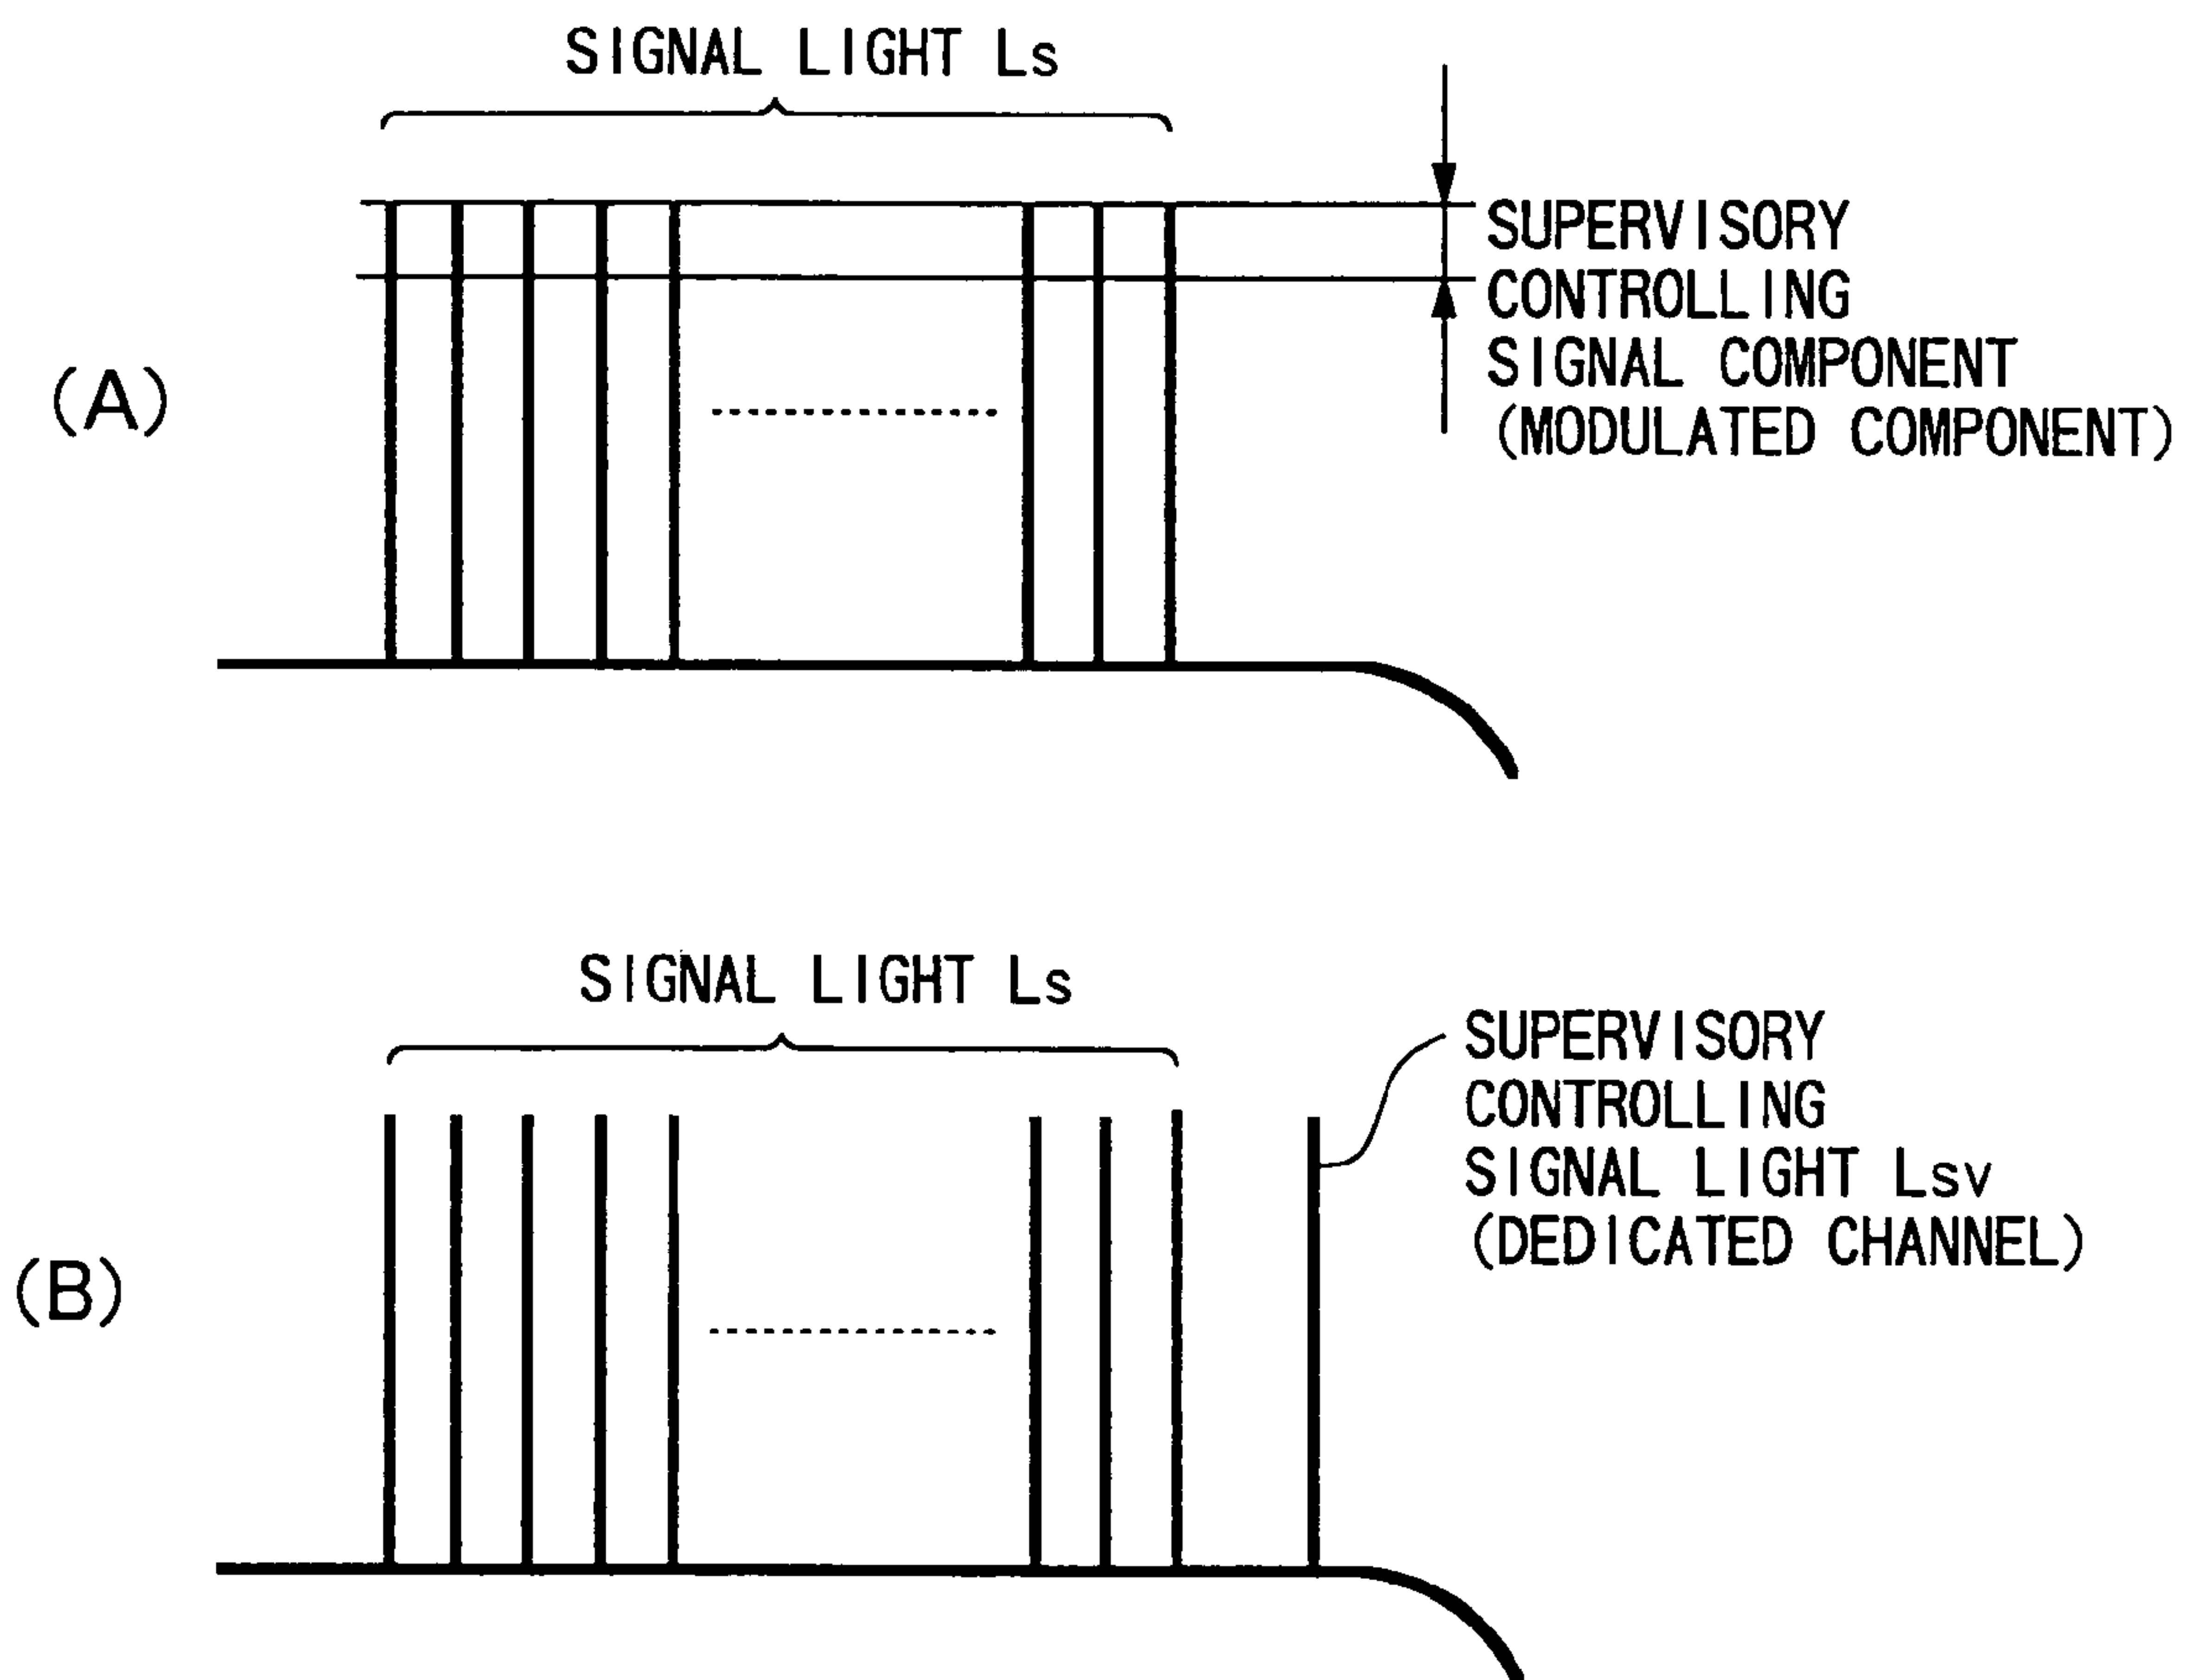 SIGNAL LIGHT Ls
SUPERVISORY
CONTROLLING
SIGNAL COMPONENT
(MODULATED COMPONENT)
(A)
SIGNAL LIGHT Ls
SUPERVISORY
CONTROLLING
SIGNAL LIGHT Lsv
(DEDICATED CHANNEL)
(B)